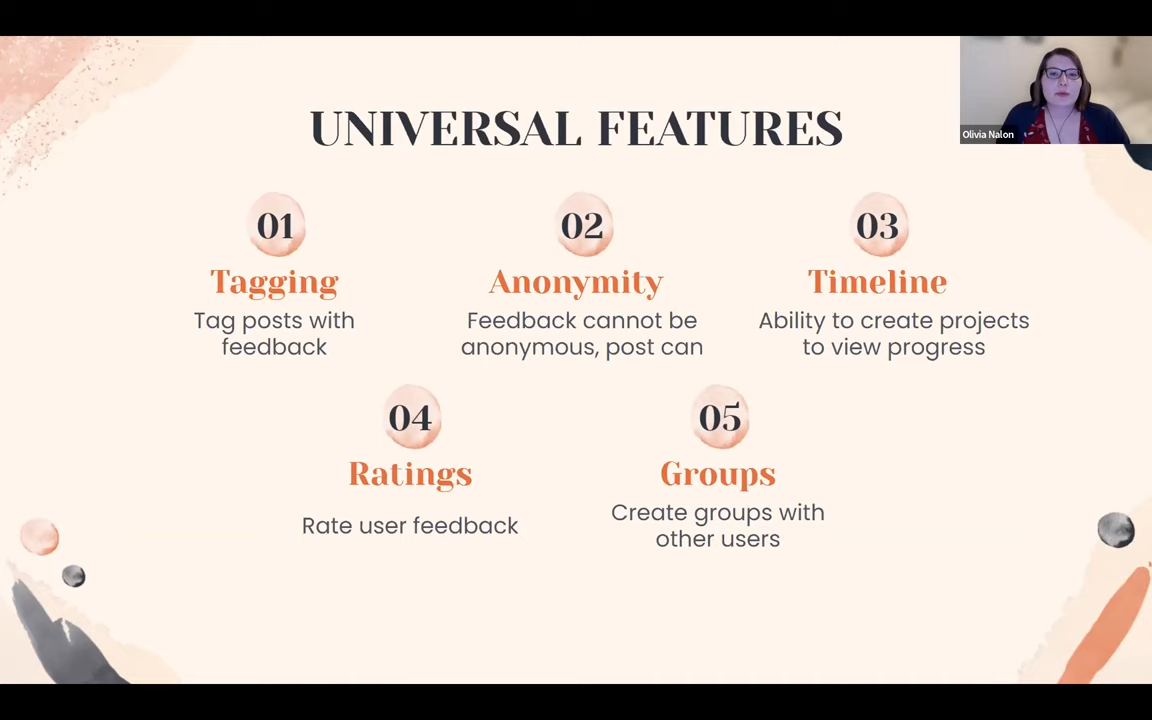 UNIVERSAL FEATURES
Olivia Nalon
01
Tagging
Tag posts with
feedback
02
Anonymity
Feedback cannot be
anonymous, post can
03
Timeline
Ability to create projects
to view progress
04
Ratings
Rate user feedback
05
Groups
Create groups with
other users